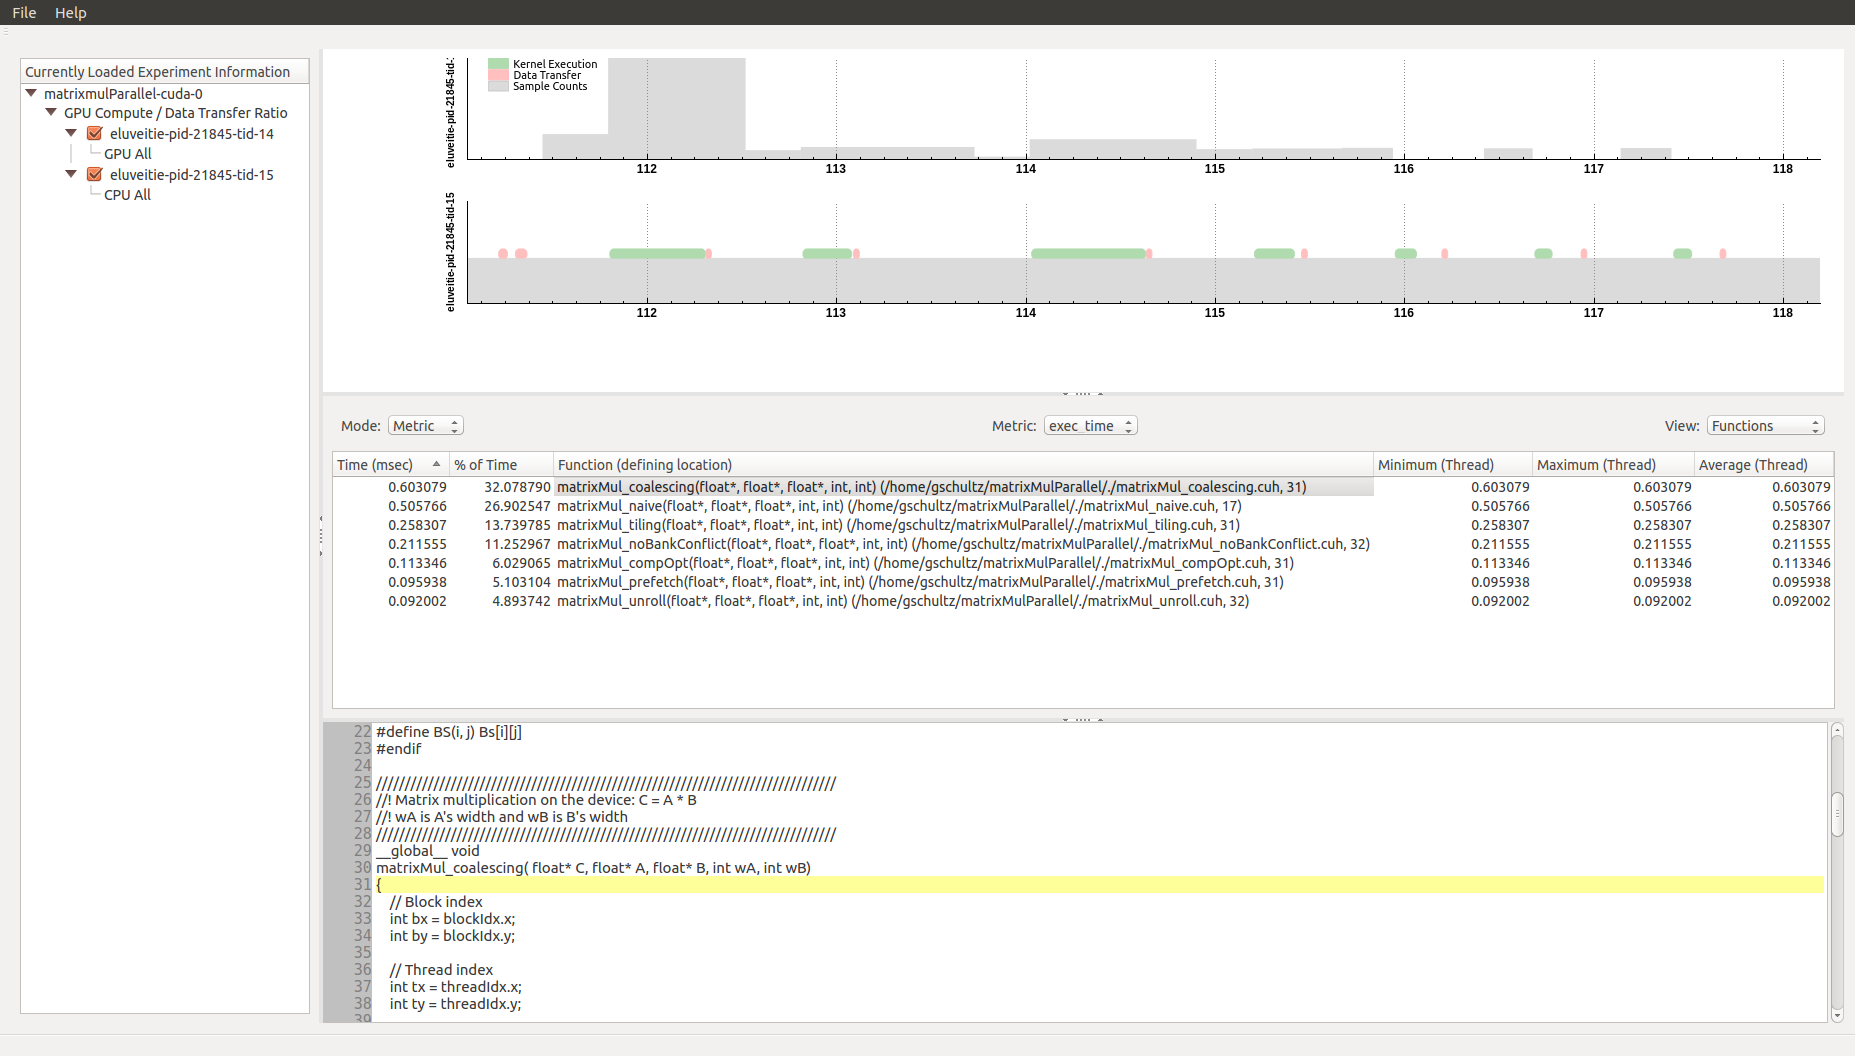 File Help
Currently Loaded Experiment Information
matrixmulParallel-cuda-0
GPU Compute / Data Transfer Ratio
eluveitie-pid-21845-tid-14
GPU All
eluveitie-pid-21845-tid-15
CPU All
eluveitie-pid-21845-tid-
Kernel Execution
Data Transfer
Sample Counts
112 113 114 115 116 117 118
eluveitie-pid-21845-tid-15
112 113 114 115 116 117 118
Mode: Metric Metric: exec_time View: Functions
Time (msec) % of Time Function (defining location) Minimum (Thread) Maximum (Thread) Average (Thread)
0.603079 32.078790 matrixMul_coalescing(float*, float*, float*, int, int) (/home/gschultz/matrixMulParallel/./matrixMul_coalescing.cuh, 31) 0.603079 0.603079 0.603079
0.505766 26.902547 matrixMul_naive(float*, float*, float*, int, int) (/home/gschultz/matrixMulParallel/./matrixMul_naive.cuh, 17) 0.505766 0.505766 0.505766
0.258307 13.739785 matrixMul_tiling(float*, float*, float*, int, int) (/home/gschultz/matrixMulParallel/./matrixMul_tiling.cuh, 31) 0.258307 0.258307 0.258307
0.211555 11.252967 matrixMul_noBankConflict(float*, float*, float*, int, int) (/home/gschultz/matrixMulParallel/./matrixMul_noBankConflict.cuh, 32) 0.211555 0.211555 0.211555
0.113346 6.029065 matrixMul_compOpt(float*, float*, float*, int, int) (/home/gschultz/matrixMulParallel/./matrixMul_compOpt.cuh, 31) 0.113346 0.113346 0.113346
0.095938 5.103104 matrixMul_prefetch(float*, float*, float*, int, int) (/home/gschultz/matrixMulParallel/./matrixMul_prefetch.cuh, 31) 0.095938 0.095938 0.095938
0.092002 4.893742 matrixMul_unroll(float*, float*, float*, int, int) (/home/gschultz/matrixMulParallel/./matrixMul_unroll.cuh, 32) 0.092002 0.092002 0.092002
22 #define BS(i, j) Bs[i][j]
23 #endif
24
25 ////////////////////////////////////////////////////////////////////////////////
26 //! Matrix multiplication on the device: C = A * B
27 //! wA is A's width and wB is B's width
28 ////////////////////////////////////////////////////////////////////////////////
29 __global__ void
30 matrixMul_coalescing( float* C, float* A, float* B, int wA, int wB)
31 {
32 // Block index
33 int bx = blockIdx.x;
34 int by = blockIdx.y;
35
36 // Thread index
37 int tx = threadIdx.x;
38 int ty = threadIdx.y;
39